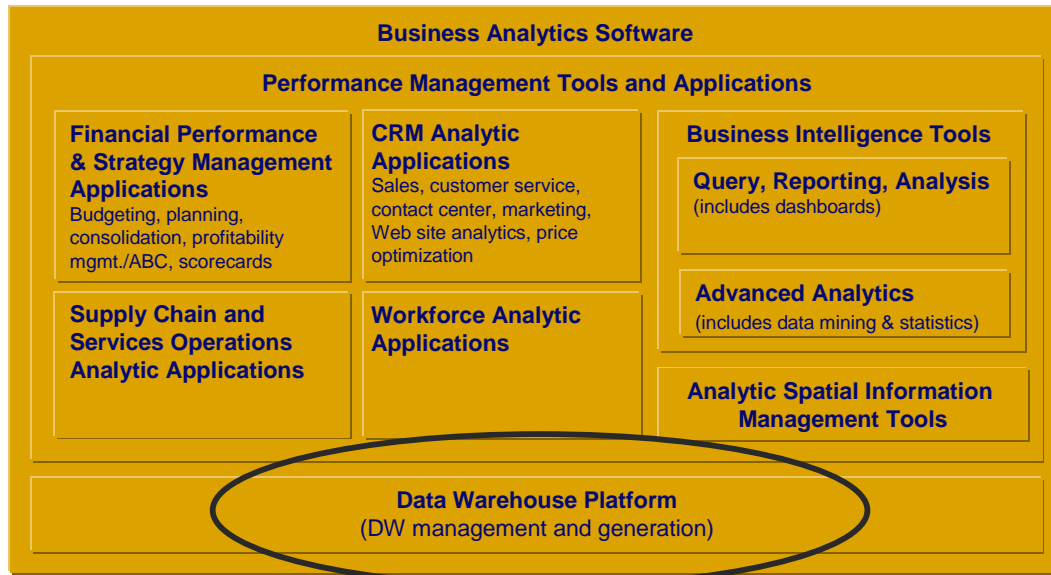 Business Analytics Software
Performance Management Tools and Applications
Financial Performance
& Strategy Management
Applications
Budgeting, planning,
consolidation, profitability
mgmt./ABC, scorecards
CRM Analytic
Applications
Sales, customer service,
contact center, marketing,
Web site analytics, price
optimization
Business Intelligence Tools
Query, Reporting, Analysis
(includes dashboards)
Advanced Analytics
(includes data mining & statistics)
Supply Chain and
Services Operations
Analytic Applications
Workforce Analytic
Applications
Analytic Spatial Information
Management Tools
Data Warehouse Platform
(DW management and generation)